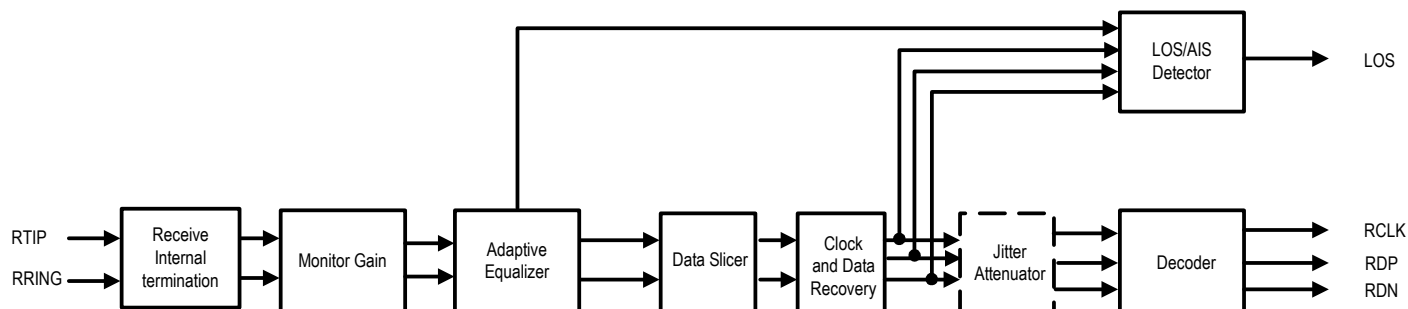 LOS/AIS
Detector
LOS
RTIP
RRING
Receive
Internal
termination
Monitor Gain
Adaptive
Equalizer
Data Slicer
Clock
and Data
Recovery
Jitter
Attenuator
Decoder
RCLK
RDP
RDN